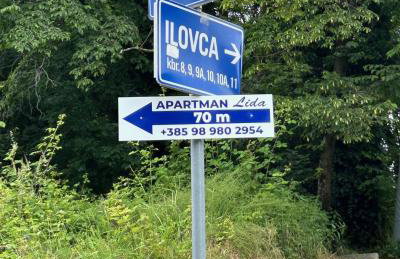 ILOVCA
kbr. 8, 9, 9A, 10, 10A, 11
APARTMAN Lida
70 m
+385 98 980 2954